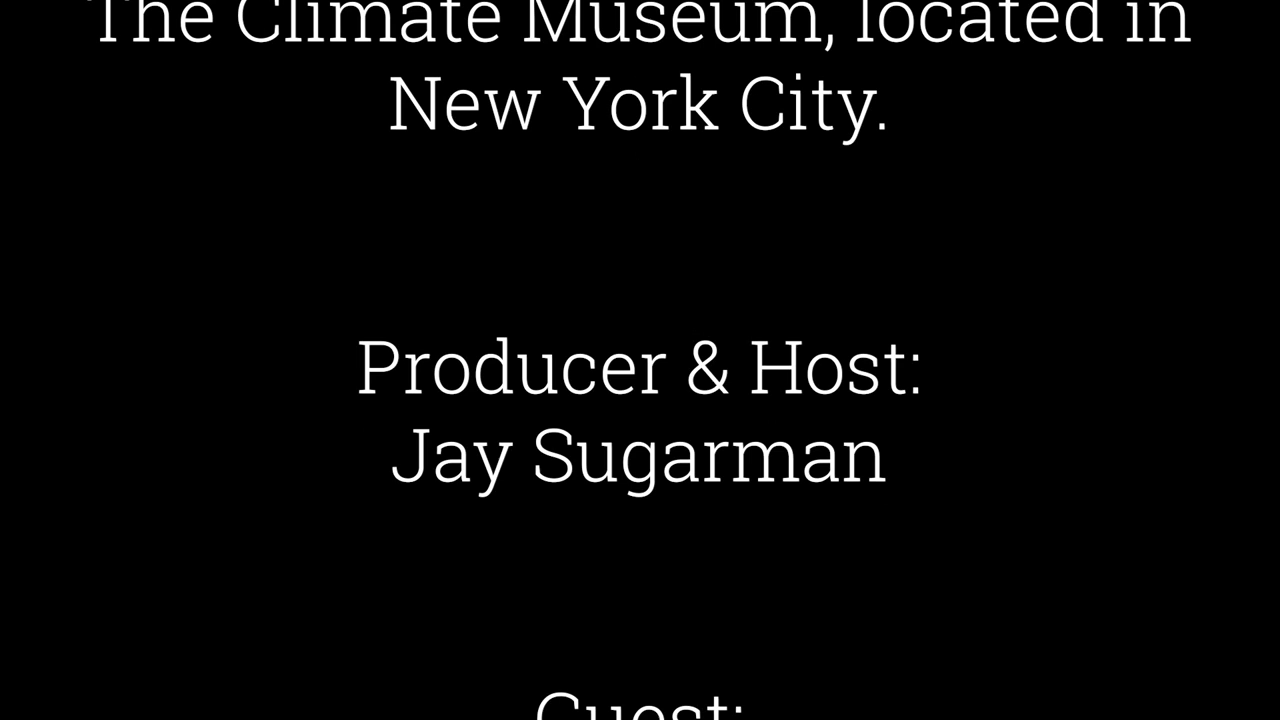 The Climate Museum, located in
New York City.
Producer & Host:
Jay Sugarman
Guest: